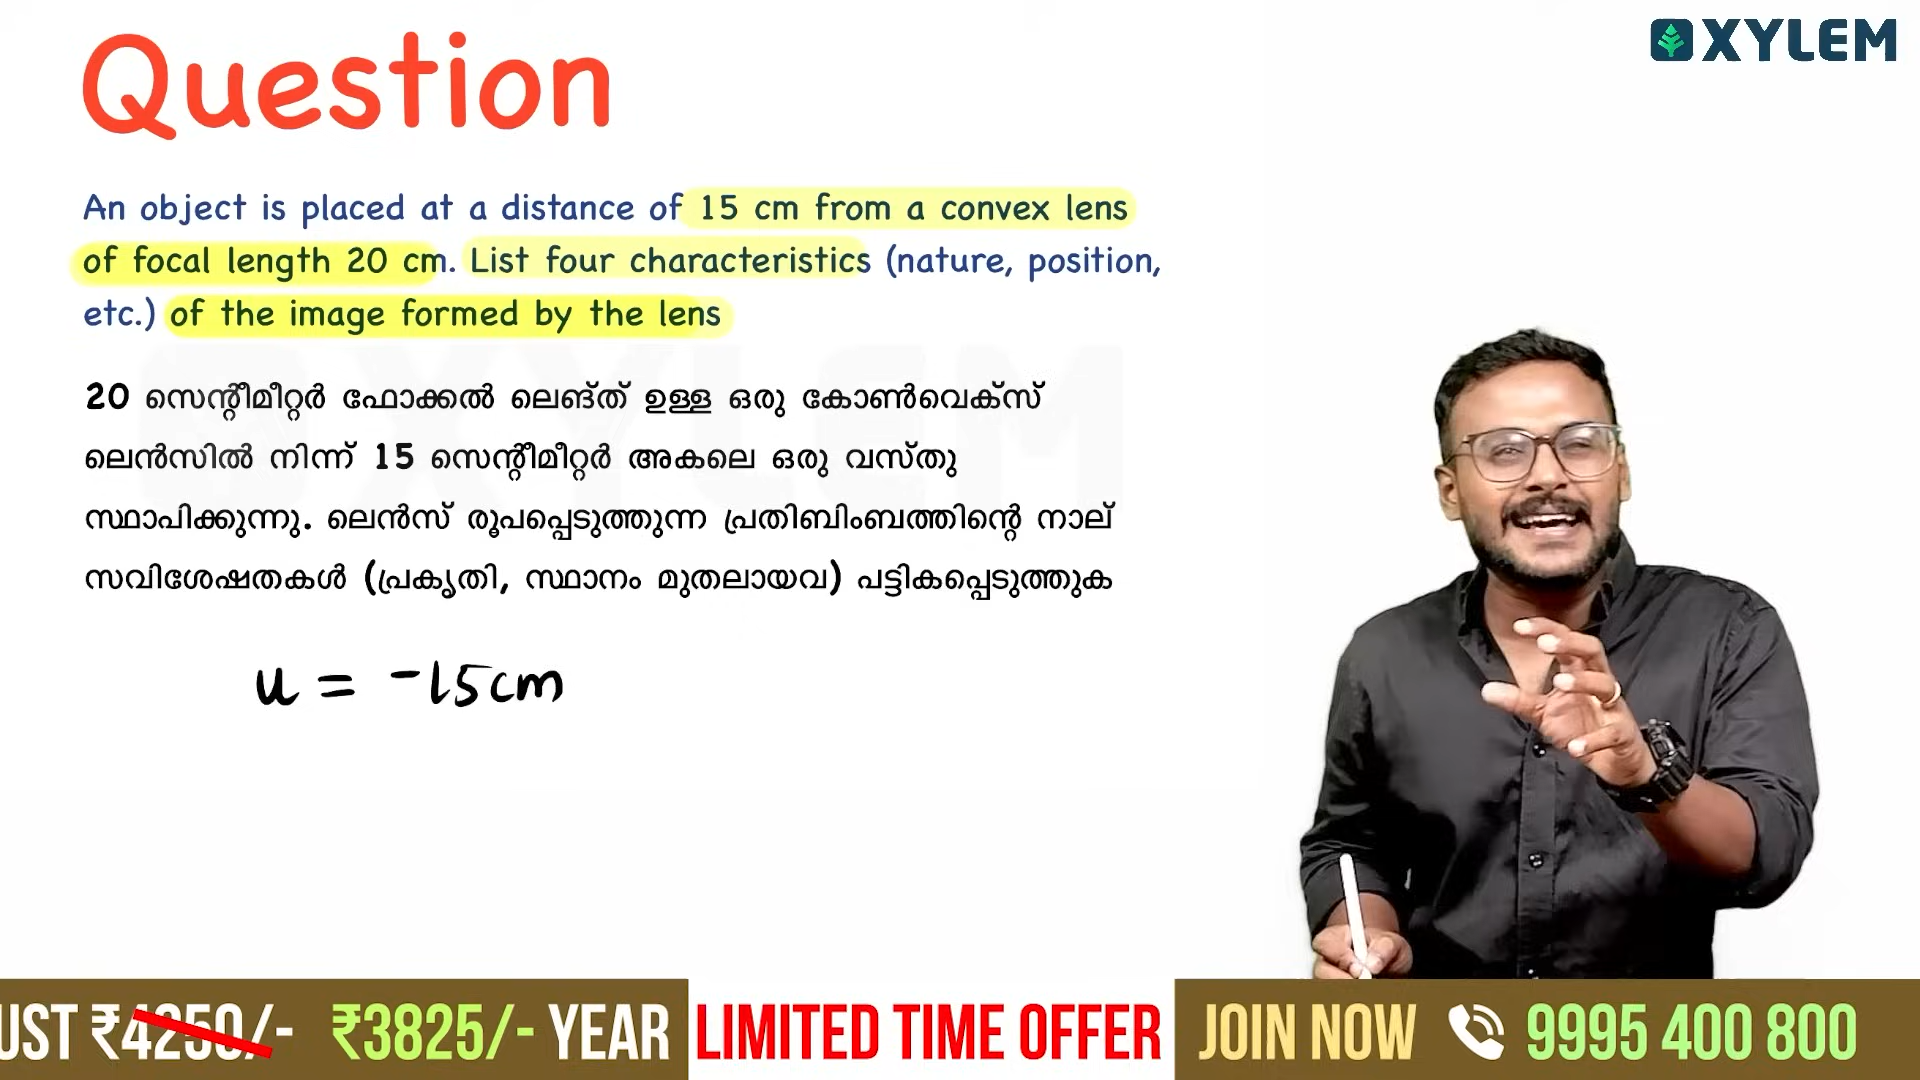 XYLEM
Question
An object is placed at a distance of 15 cm from a convex lens
of focal length 20 cm. List four characteristics (nature, position,
etc.) of the image formed by the lens
20 സെന്റീമീറ്റർ ഫോക്കൽ ലെങ്ത് ഉള്ള ഒരു കോൺവെക്സ്
ലെൻസിൽ നിന്ന് 15 സെന്റീമീറ്റർ അകലെ ഒരു വസ്തു
സ്ഥാപിക്കുന്നു. ലെൻസ് രൂപപ്പെടുത്തുന്ന പ്രതിബിംബത്തിന്റെ നാല്
സവിശേഷതകൾ (പ്രകൃതി, സ്ഥാനം മുതലായവ) പട്ടികപ്പെടുത്തുക
u = -15cm
UST ₹4250/- ₹3825/- YEAR LIMITED TIME OFFER JOIN NOW 9995 400 800